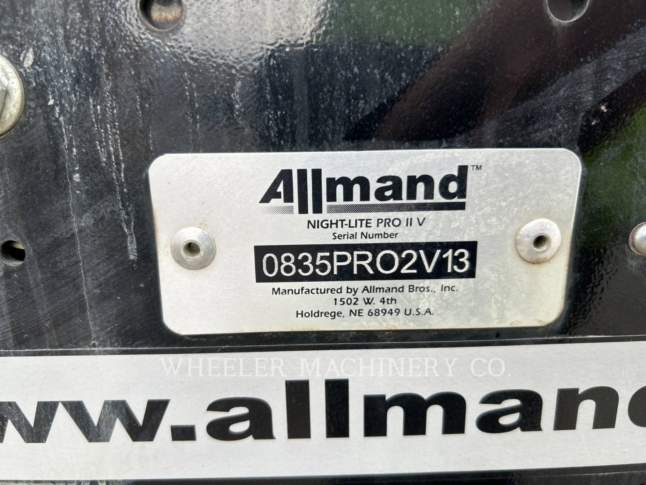 Allmand™
NIGHT-LITE PRO II V
Serial Number
0835PRO2V13
Manufactured by Allmand Bros., Inc.
1502 W. 4th
Holdrege, NE 68949 U.S.A.
WHEELER MACHINERY CO.
ww.allmand